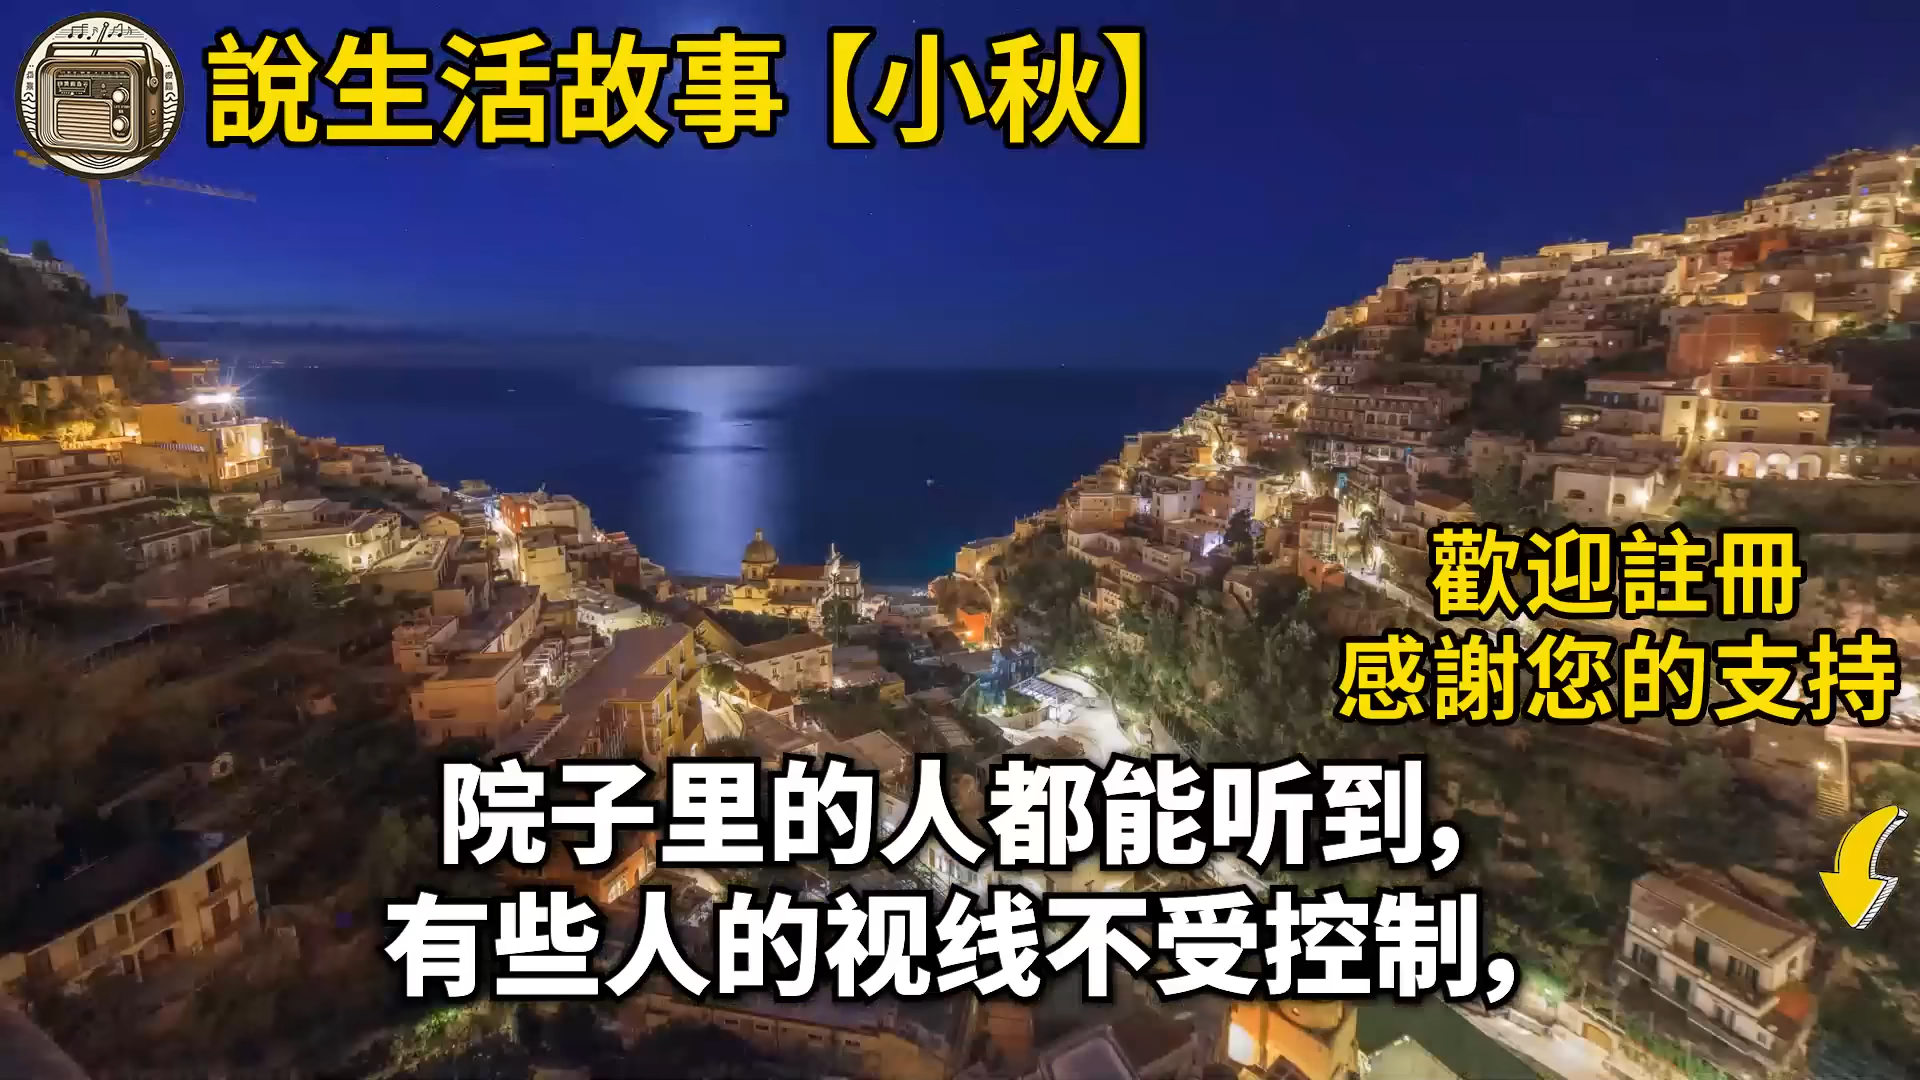 說生活故事【小秋】
歡迎註冊
感謝您的支持
院子里的人都能听到,
有些人的视线不受控制,